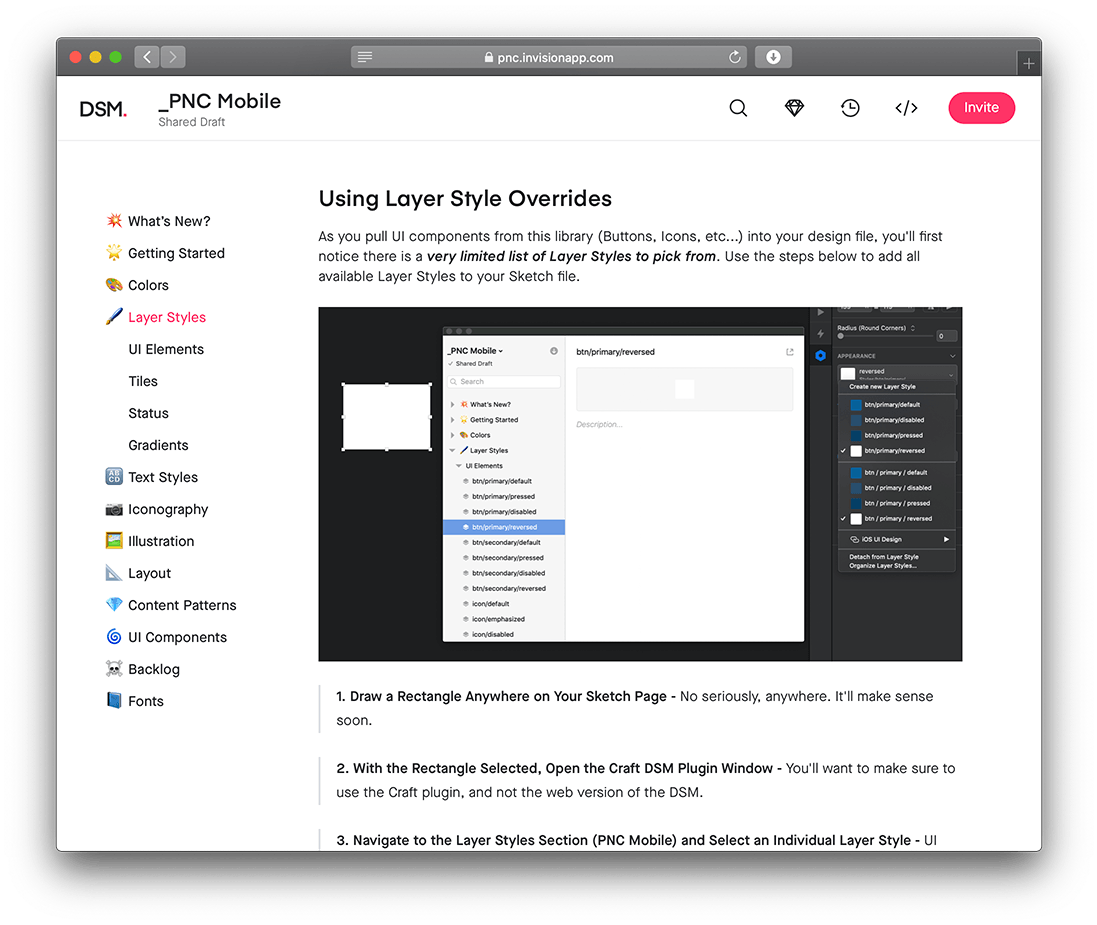 pnc.invisionapp.com
DSM.
_PNC Mobile
Shared Draft
Invite
What's New?
Getting Started
Colors
Layer Styles
UI Elements
Tiles
Status
Gradients
Text Styles
Iconography
Illustration
Layout
Content Patterns
UI Components
Backlog
Fonts
Using Layer Style Overrides
As you pull UI components from this library (Buttons, Icons, etc...) into your design file, you'll first
notice there is a very limited list of Layer Styles to pick from. Use the steps below to add all
available Layer Styles to your Sketch file.
_PNC Mobile
Shared Draft
Search
What's New?
Getting Started
Colors
Layer Styles
UI Elements
btn/primary/default
btn/primary/pressed
btn/primary/disabled
btn/primary/reversed
btn/secondary/default
btn/secondary/pressed
btn/secondary/disabled
btn/secondary/reversed
icon/default
icon/emphasized
icon/disabled
btn/primary/reversed
Description...
Radius (Round Corners)
0
APPEARANCE
reversed
Create new Layer Style
btn/primary/default
btn/primary/disabled
btn/primary/pressed
btn/primary/reversed
btn / primary / default
btn / primary / disabled
btn / primary / pressed
btn / primary / reversed
iOS UI Design
Detach from Layer Style
Organize Layer Styles...
1. Draw a Rectangle Anywhere on Your Sketch Page - No seriously, anywhere. It'll make sense
soon.
2. With the Rectangle Selected, Open the Craft DSM Plugin Window - You'll want to make sure to
use the Craft plugin, and not the web version of the DSM.
3. Navigate to the Layer Styles Section (PNC Mobile) and Select an Individual Layer Style - UI